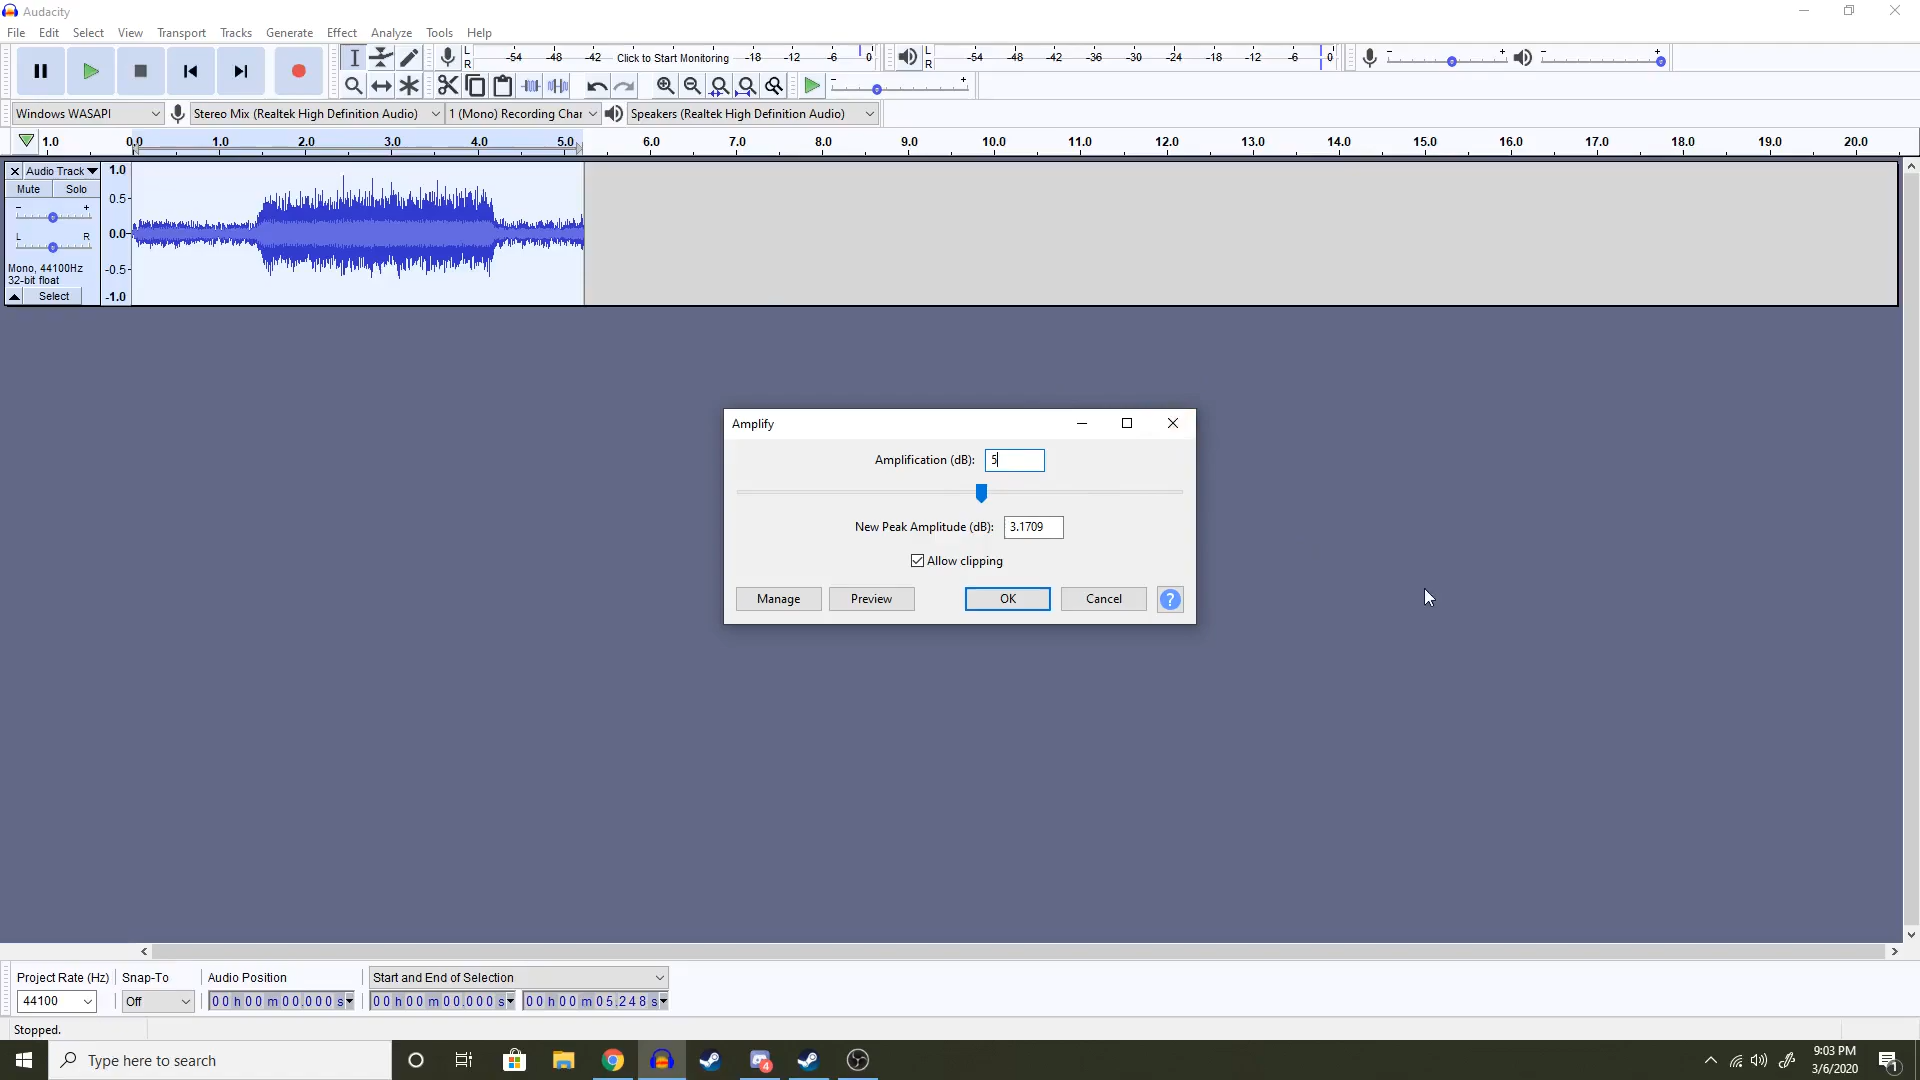 Audacity
File Edit Select View Transport Tracks Generate Effect Analyze Tools Help
L
R
-54 -48 -42 Click to Start Monitoring -18 -12 -6 0
L
R
-54 -48 -42 -36 -30 -24 -18 -12 -6 0
- +
- +
- +
Windows WASAPI
Stereo Mix (Realtek High Definition Audio)
1 (Mono) Recording Char
Speakers (Realtek High Definition Audio)
1.0 0.0 1.0 2.0 3.0 4.0 5.0 6.0 7.0 8.0 9.0 10.0 11.0 12.0 13.0 14.0 15.0 16.0 17.0 18.0 19.0 20.0
Audio Track
Mute Solo
- +
L R
Mono, 44100Hz
32-bit float
Select
1.0
0.5
0.0
-0.5
-1.0
Amplify
Amplification (dB): 5
New Peak Amplitude (dB): 3.1709
Allow clipping
Manage Preview OK Cancel ?
Project Rate (Hz) Snap-To Audio Position Start and End of Selection
44100 Off 00 h 00 m 00.000 s 00 h 00 m 00.000 s 00 h 00 m 05.248 s
Stopped.
Type here to search
4
9:03 PM
3/6/2020
1